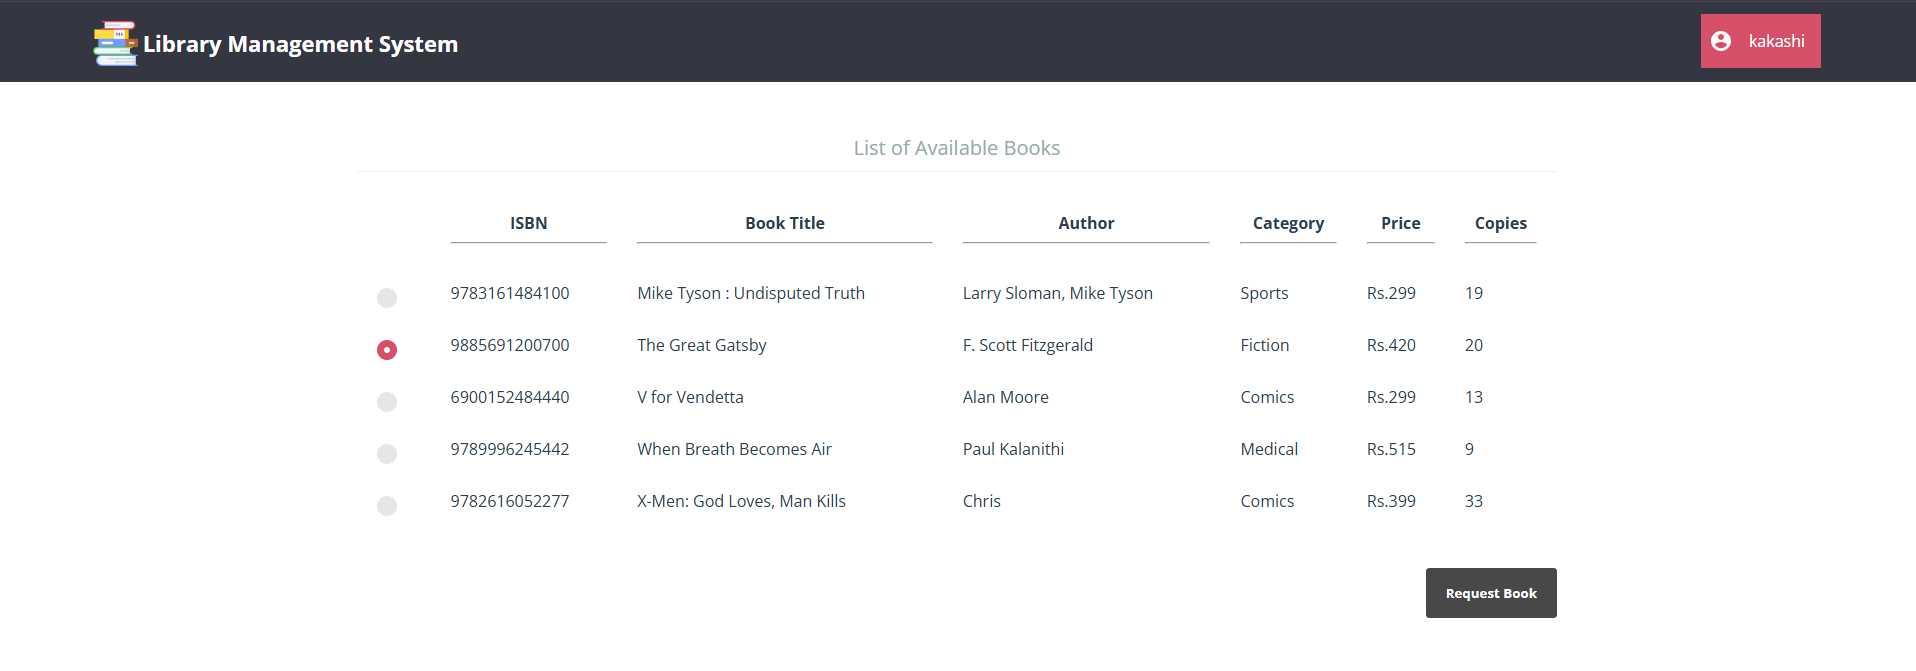 Library Management System
kakashi
List of Available Books
ISBN Book Title Author Category Price Copies
9783161484100 Mike Tyson : Undisputed Truth Larry Sloman, Mike Tyson Sports Rs.299 19
9885691200700 The Great Gatsby F. Scott Fitzgerald Fiction Rs.420 20
6900152484440 V for Vendetta Alan Moore Comics Rs.299 13
9789996245442 When Breath Becomes Air Paul Kalanithi Medical Rs.515 9
9782616052277 X-Men: God Loves, Man Kills Chris Comics Rs.399 33
Request Book